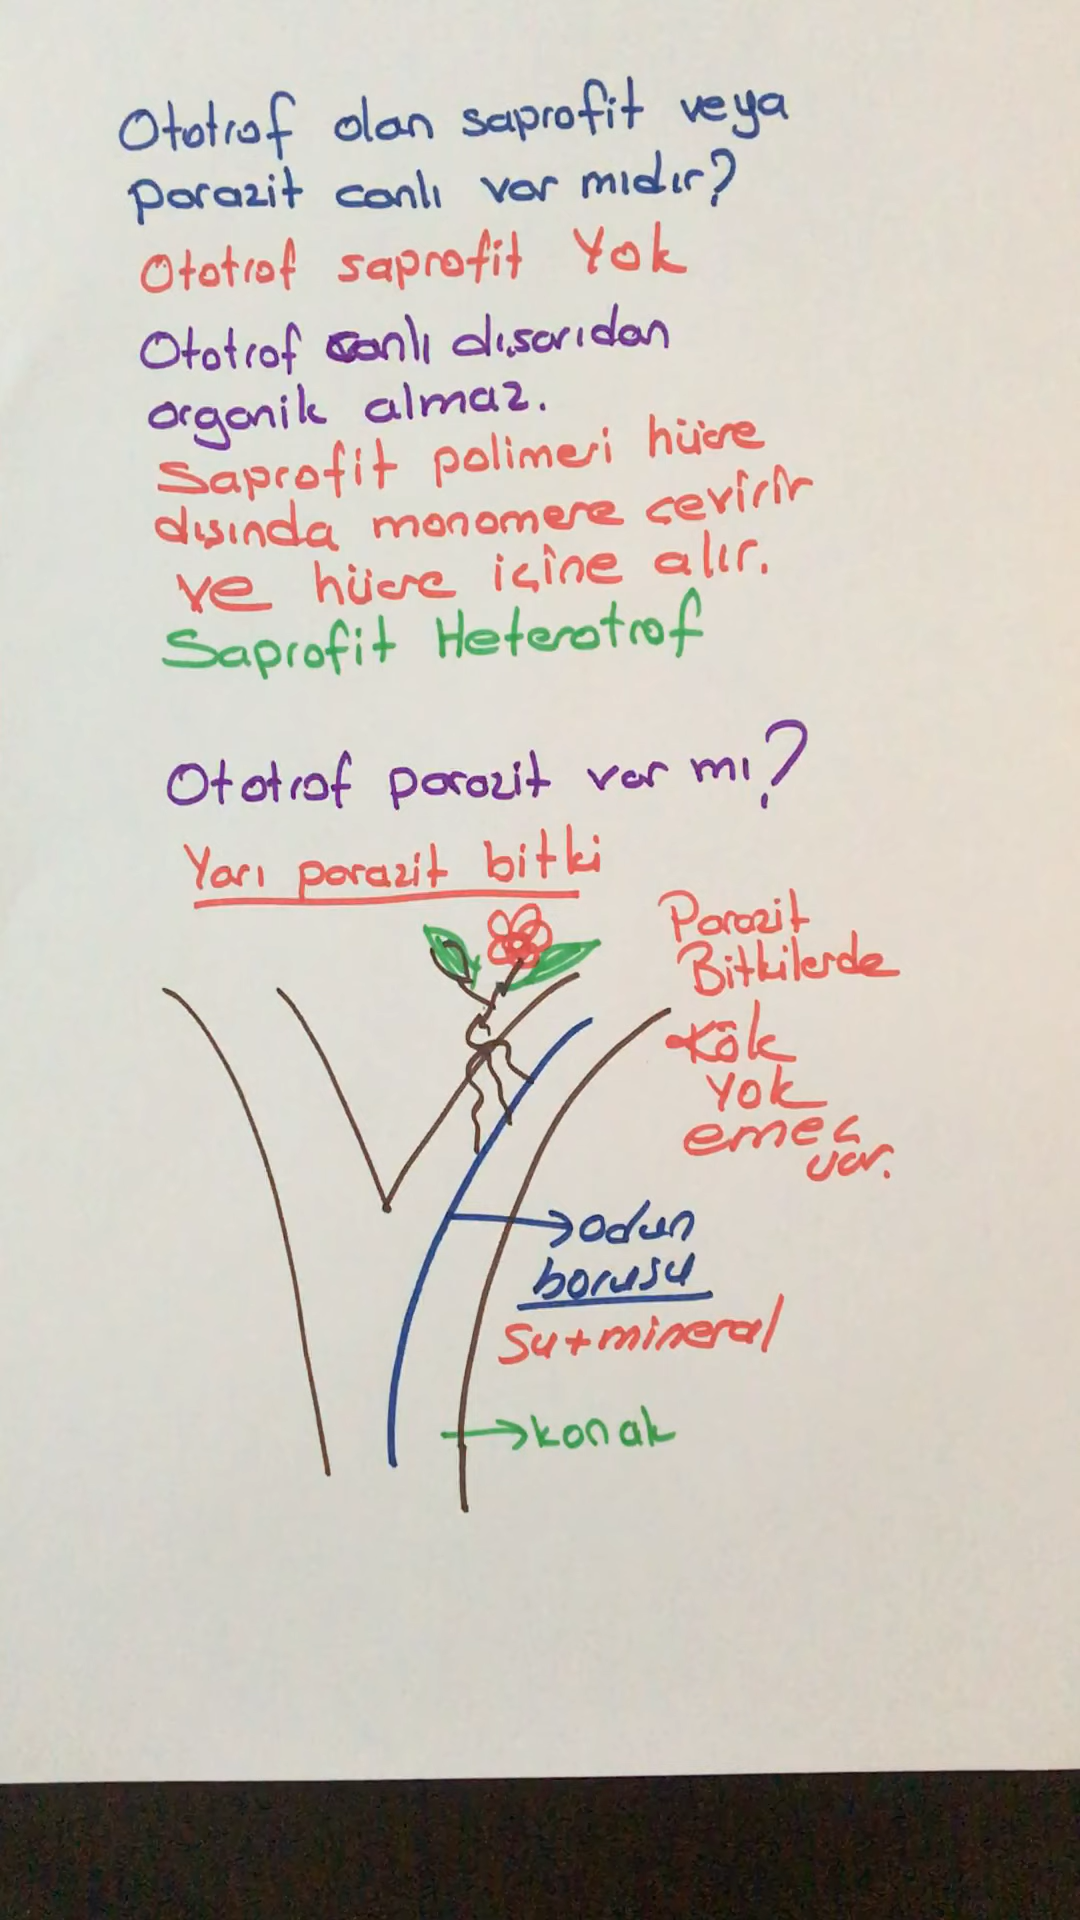 Ototrof olan saprofit veya
parazit canlı var mıdır?
Ototrof saprofit Yok
Ototrof canlı dışarıdan
organik almaz.
Saprofit polimeri hücre
dışında monomere çevirir
ve hücre içine alır.
Saprofit Heterotrof
Ototrof parazit var mı?
Yarı parazit bitki
Parazit
Bitkilerde
Kök
Yok
emeç
var.
odun
borusu
Su+mineral
konak